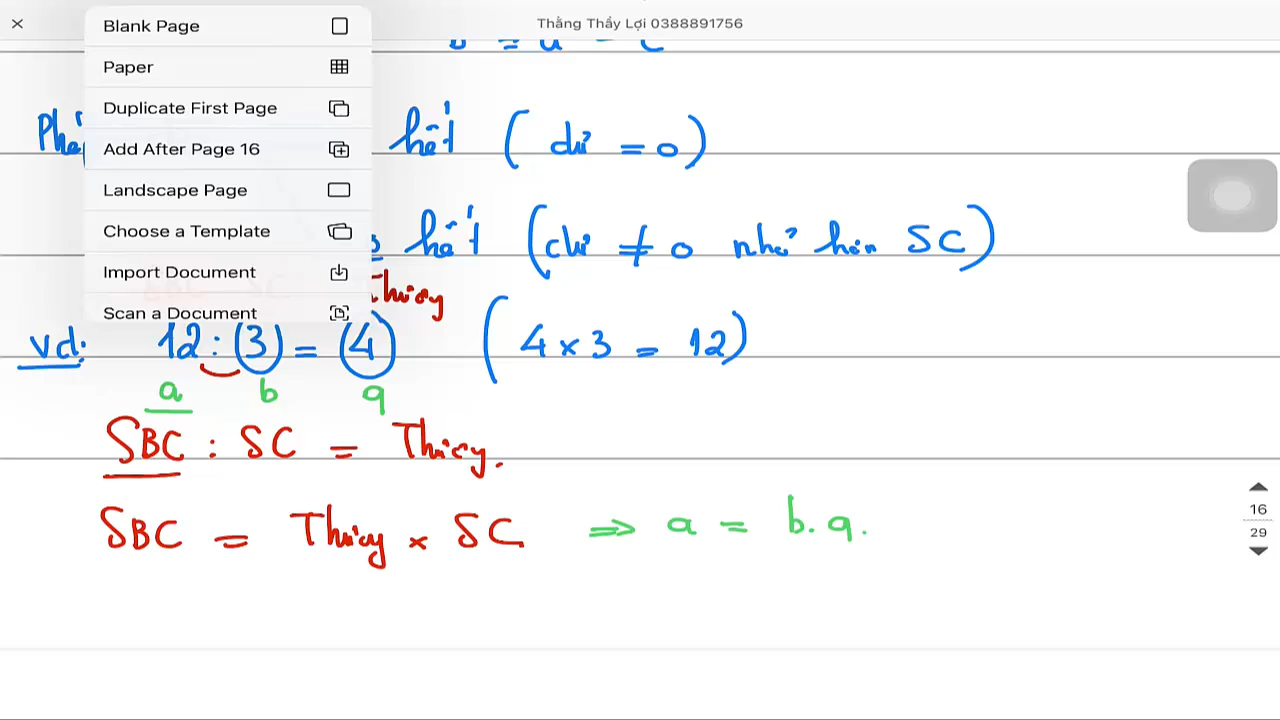 Thằng Thầy Lợi 0388891756
Blank Page
Paper
Duplicate First Page
Add After Page 16
Landscape Page
Choose a Template
Import Document
Scan a Document
hết ( dư = 0 )
hết ( dư ≠ 0 nhỏ hơn SC )
Thương
vd: 12 : (3) = (4) ( 4 x 3 = 12 )
a b q
SBC : SC = Thương.
SBC = Thương x SC ⇒ a = b. q.
16
29